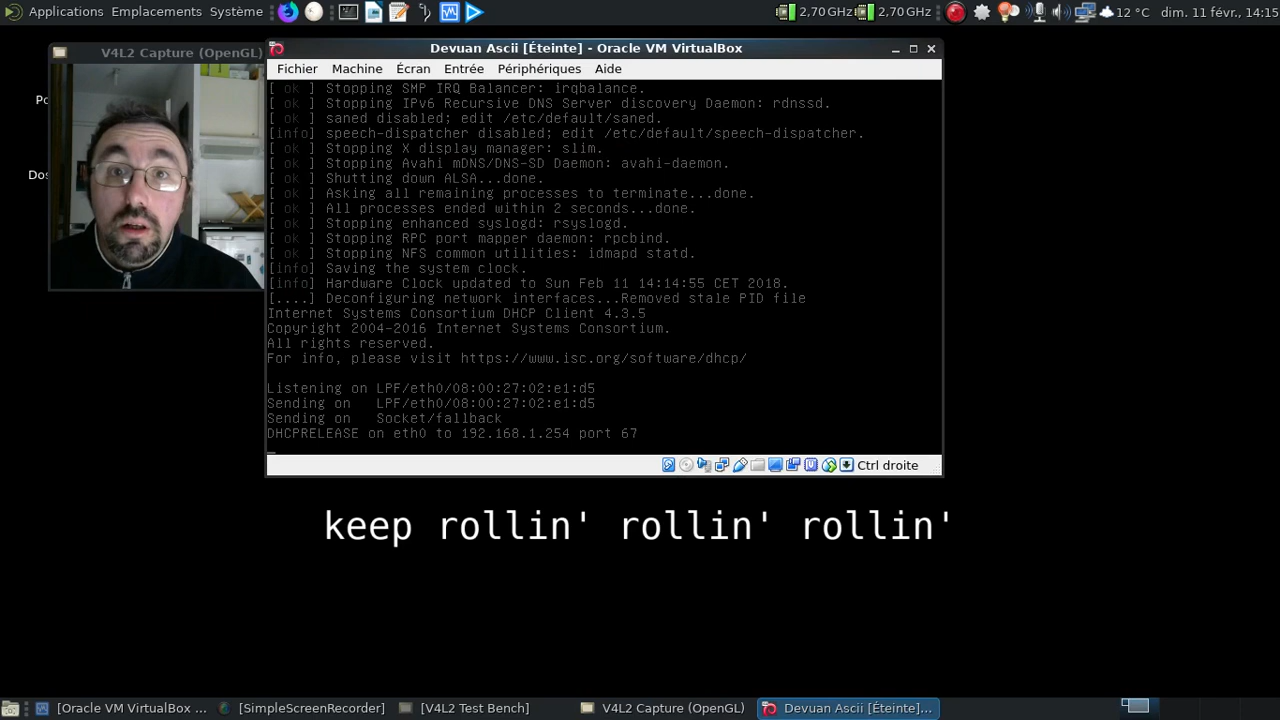 Applications Emplacements Système
2,70 GHz 2,70 GHz 12 °C dim. 11 févr., 14:15
V4L2 Capture (OpenGL)
Devuan Ascii [Éteinte] - Oracle VM VirtualBox
Fichier Machine Écran Entrée Périphériques Aide
Po
Dos
[ ok ] Stopping SMP IRQ Balancer: irqbalance.
[ ok ] Stopping IPv6 Recursive DNS Server discovery Daemon: rdnssd.
[ ok ] saned disabled; edit /etc/default/saned.
[info] speech-dispatcher disabled; edit /etc/default/speech-dispatcher.
[ ok ] Stopping X display manager: slim.
[ ok ] Stopping Avahi mDNS/DNS-SD Daemon: avahi-daemon.
[ ok ] Shutting down ALSA...done.
[ ok ] Asking all remaining processes to terminate...done.
[ ok ] All processes ended within 2 seconds...done.
[ ok ] Stopping enhanced syslogd: rsyslogd.
[ ok ] Stopping RPC port mapper daemon: rpcbind.
[ ok ] Stopping NFS common utilities: idmapd statd.
[info] Saving the system clock.
[info] Hardware Clock updated to Sun Feb 11 14:14:55 CET 2018.
[....] Deconfiguring network interfaces...Removed stale PID file
Internet Systems Consortium DHCP Client 4.3.5
Copyright 2004-2016 Internet Systems Consortium.
All rights reserved.
For info, please visit https://www.isc.org/software/dhcp/
Listening on LPF/eth0/08:00:27:02:e1:d5
Sending on   LPF/eth0/08:00:27:02:e1:d5
Sending on   Socket/fallback
DHCPRELEASE on eth0 to 192.168.1.254 port 67
Ctrl droite
keep rollin' rollin' rollin'
[Oracle VM VirtualBox ... [SimpleScreenRecorder] [V4L2 Test Bench] V4L2 Capture (OpenGL) Devuan Ascii [Éteinte]...